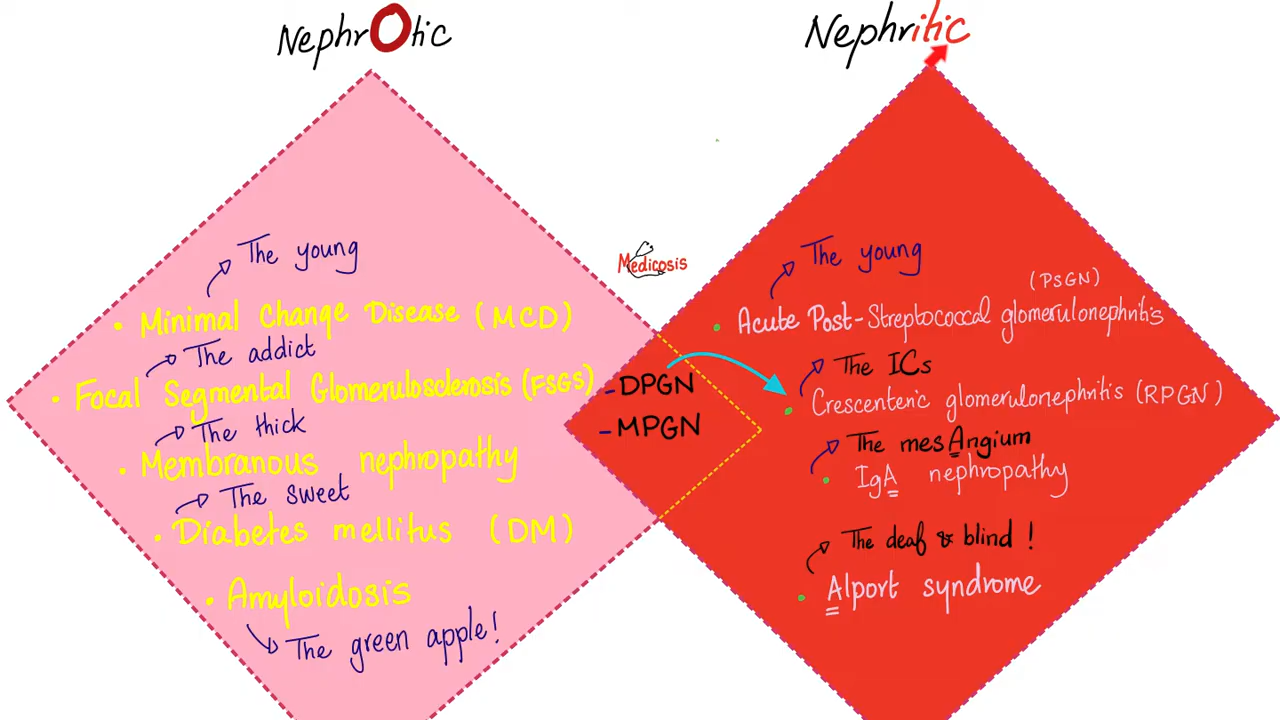 NephrOtic
Nephritic
The young
• Minimal Change Disease (MCD)
The addict
• Focal Segmental Glomerulosclerosis (FSGS)
The thick
• Membranous nephropathy
The sweet
• Diabetes mellitus (DM)
• Amyloidosis
The green apple!
Medicosis
- DPGN
- MPGN
The young
(PSGN)
• Acute Post-Streptococcal glomerulonephritis
The ICs
• Crescenteric glomerulonephritis (RPGN)
The mesAngium
• IgA nephropathy
The deaf & blind!
• Alport syndrome